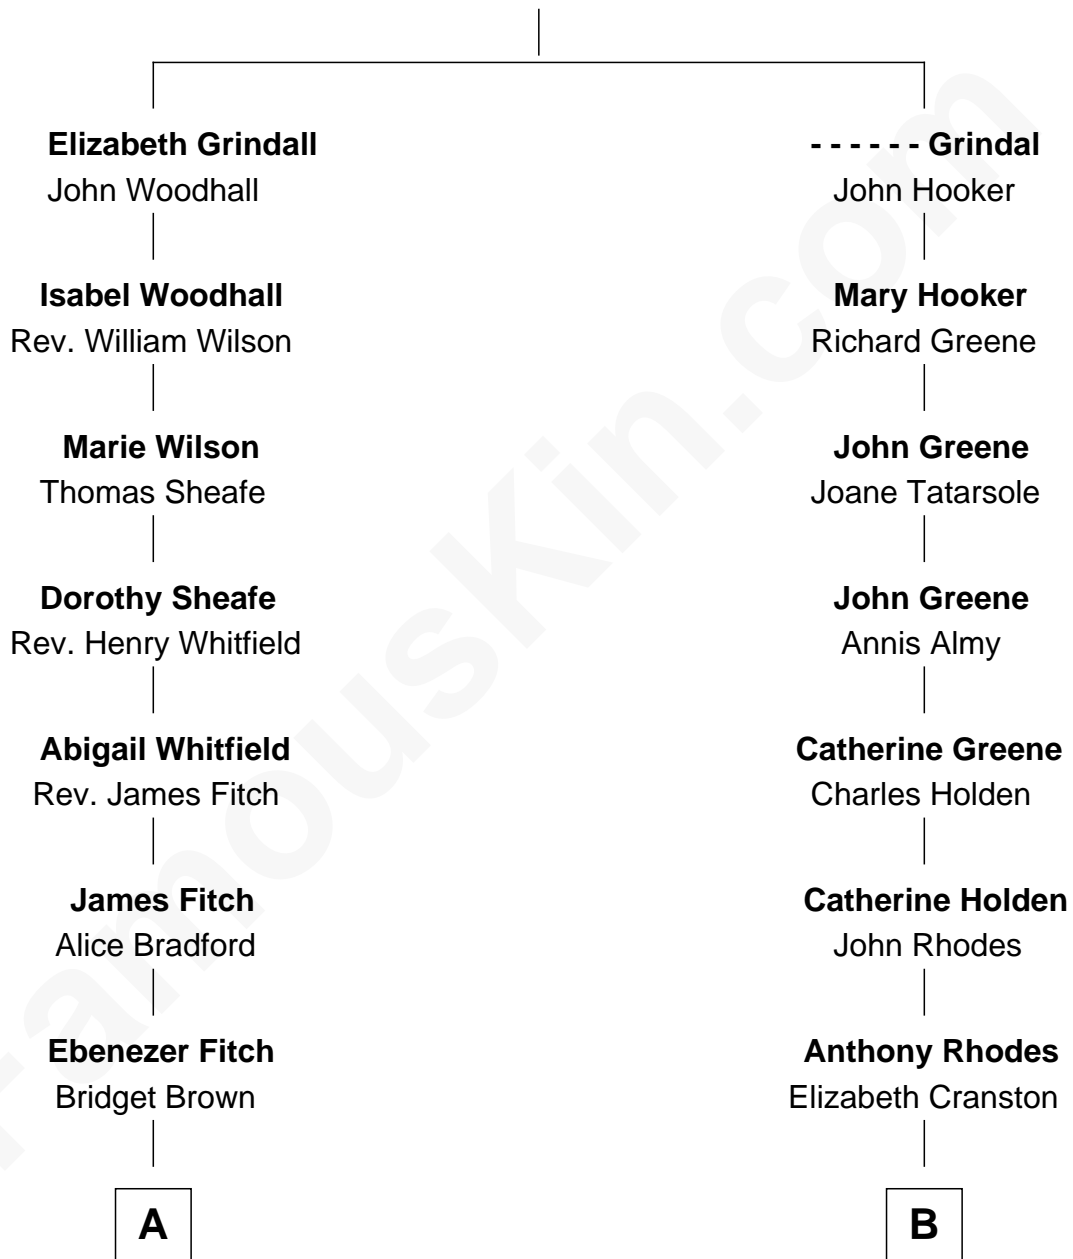 Elizabeth Grindall
John Woodhall
Isabel Woodhall
Rev. William Wilson
Marie Wilson
Thomas Sheafe
Dorothy Sheafe
Rev. Henry Whitfield
Abigail Whitfield
Rev. James Fitch
James Fitch
Alice Bradford
Ebenezer Fitch
Bridget Brown
A
- - - - - - Grindal
John Hooker
Mary Hooker
Richard Greene
John Greene
Joane Tatarsole
John Greene
Annis Almy
Catherine Greene
Charles Holden
Catherine Holden
John Rhodes
Anthony Rhodes
Elizabeth Cranston
B
FamousKin.com